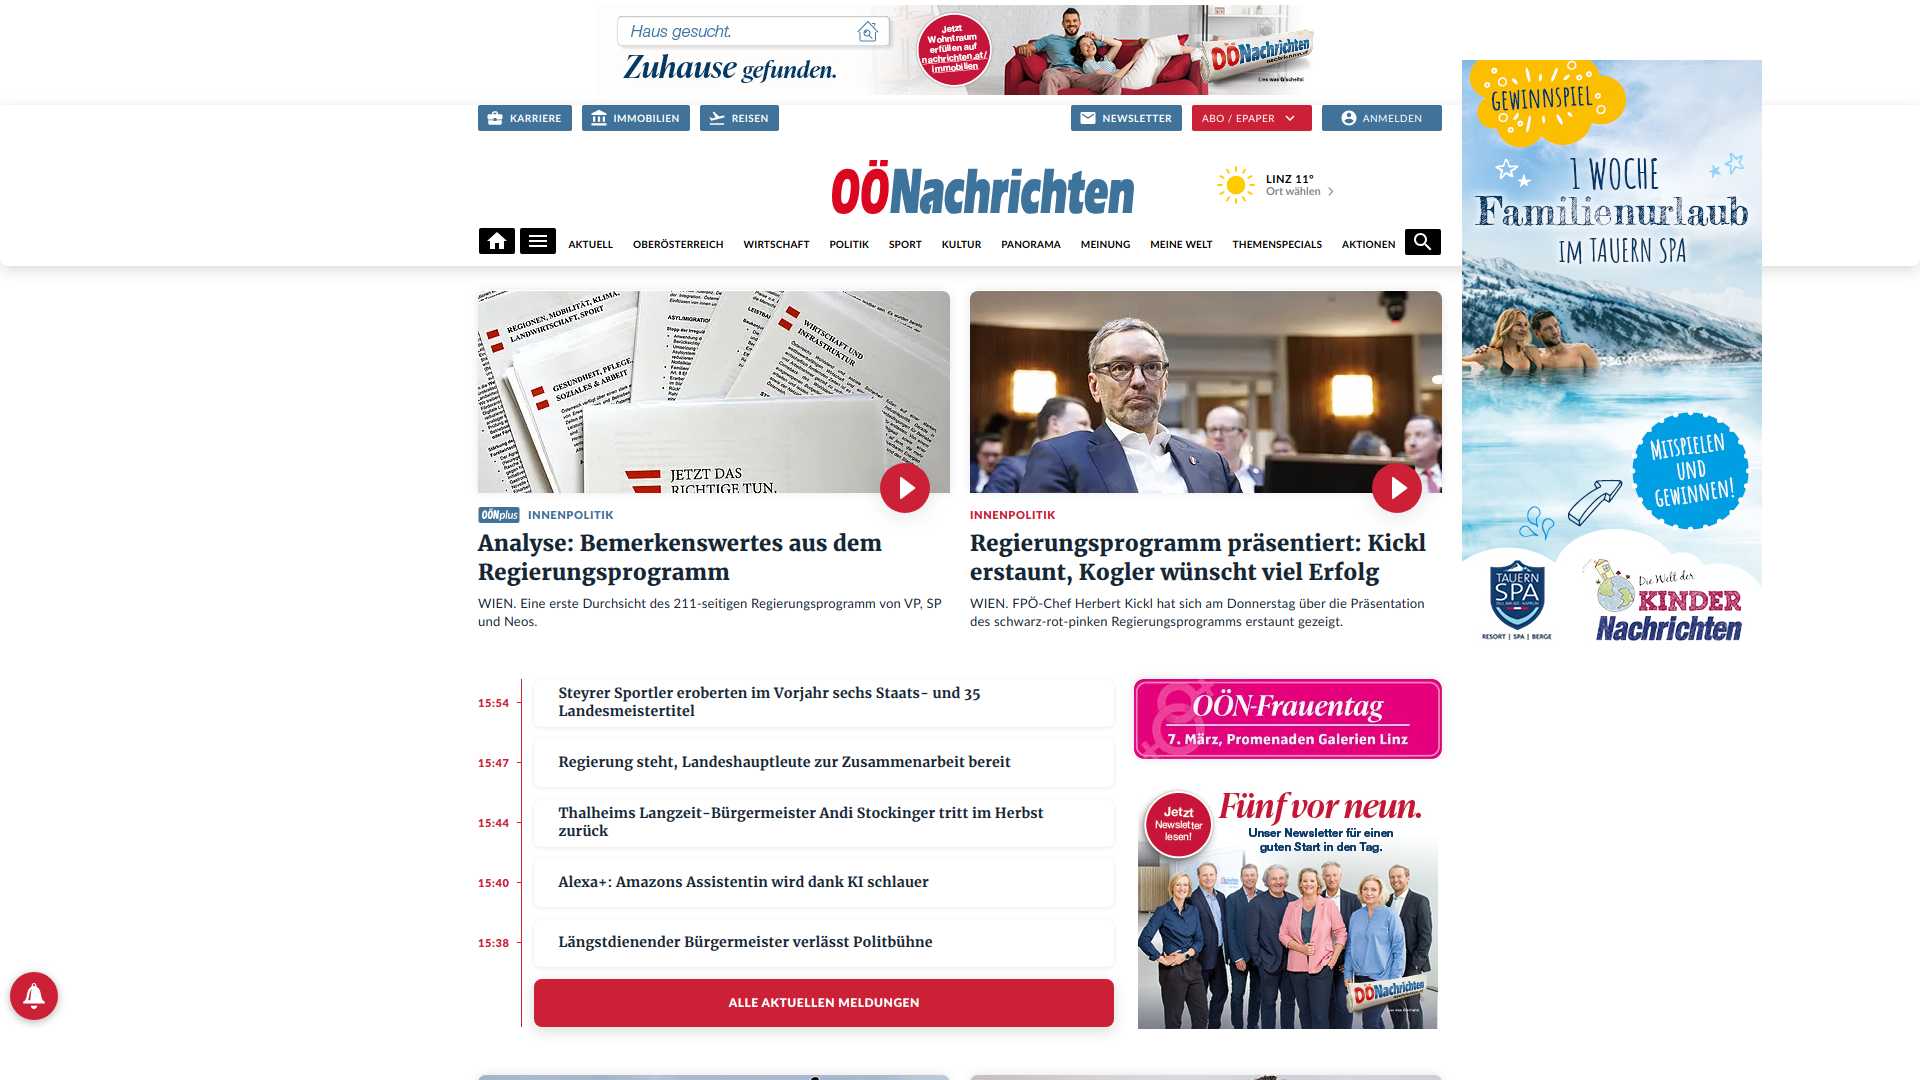 Haus gesucht.
Zuhause gefunden.
Jetzt
Wohntraum
erfüllen auf
nachrichten.at/
immobilien
OÖNachrichten
GEWINNSPIEL
1 WOCHE
Familienurlaub
IM TAUERN SPA
KARRIERE
IMMOBILIEN
REISEN
NEWSLETTER
ABO / EPAPER
ANMELDEN
OÖNachrichten
LINZ 11°
Ort wählen
AKTUELL OBERÖSTERREICH WIRTSCHAFT POLITIK SPORT KULTUR PANORAMA MEINUNG MEINE WELT THEMENSPECIALS AKTIONEN
REGIONEN, MOBILITÄT, KLIMA,
LANDWIRTSCHAFT, SPORT
GESUNDHEIT, PFLEGE,
SOZIALES & ARBEIT
WIRTSCHAFT UND
INFRASTRUKTUR
JETZT DAS
RICHTIGE TUN.
OÖNplus INNENPOLITIK
Analyse: Bemerkenswertes aus dem
Regierungsprogramm
WIEN. Eine erste Durchsicht des 211-seitigen Regierungsprogramm von VP, SP
und Neos.
INNENPOLITIK
Regierungsprogramm präsentiert: Kickl
erstaunt, Kogler wünscht viel Erfolg
WIEN. FPÖ-Chef Herbert Kickl hat sich am Donnerstag über die Präsentation
des schwarz-rot-pinken Regierungsprogramms erstaunt gezeigt.
MITSPIELEN
UND
GEWINNEN!
TAUERN
SPA
RESORT | SPA | BERGE
Die Welt der
KINDER
Nachrichten
15:54
Steyrer Sportler eroberten im Vorjahr sechs Staats- und 35
Landesmeistertitel
15:47
Regierung steht, Landeshauptleute zur Zusammenarbeit bereit
15:44
Thalheims Langzeit-Bürgermeister Andi Stockinger tritt im Herbst
zurück
15:40
Alexa+: Amazons Assistentin wird dank KI schlauer
15:38
Längstdienender Bürgermeister verlässt Politbühne
ALLE AKTUELLEN MELDUNGEN
OÖN-Frauentag
7. März, Promenaden Galerien Linz
Jetzt
Newsletter
lesen!
Fünf vor neun.
Unser Newsletter für einen
guten Start in den Tag.
OÖNachrichten